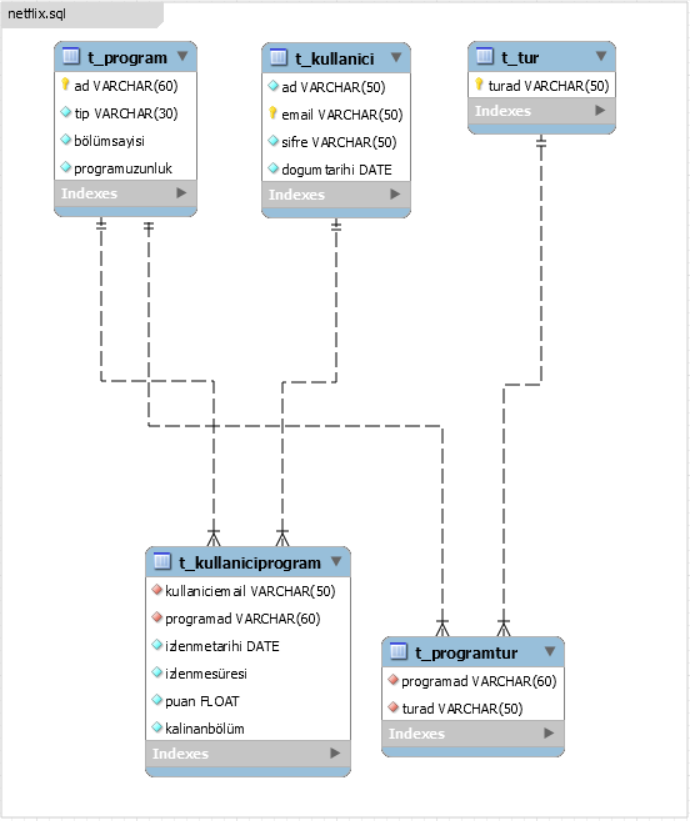 netflix.sql
t_program
ad VARCHAR(60)
tip VARCHAR(30)
bölümsayisi
programuzunluk
Indexes
t_kullanici
ad VARCHAR(50)
email VARCHAR(50)
sifre VARCHAR(50)
dogumtarihi DATE
Indexes
t_tur
turad VARCHAR(50)
Indexes
t_kullaniciprogram
kullaniciemail VARCHAR(50)
programad VARCHAR(60)
izlenmetarihi DATE
izlenmesüresi
puan FLOAT
kalinanbölüm
Indexes
t_programtur
programad VARCHAR(60)
turad VARCHAR(50)
Indexes